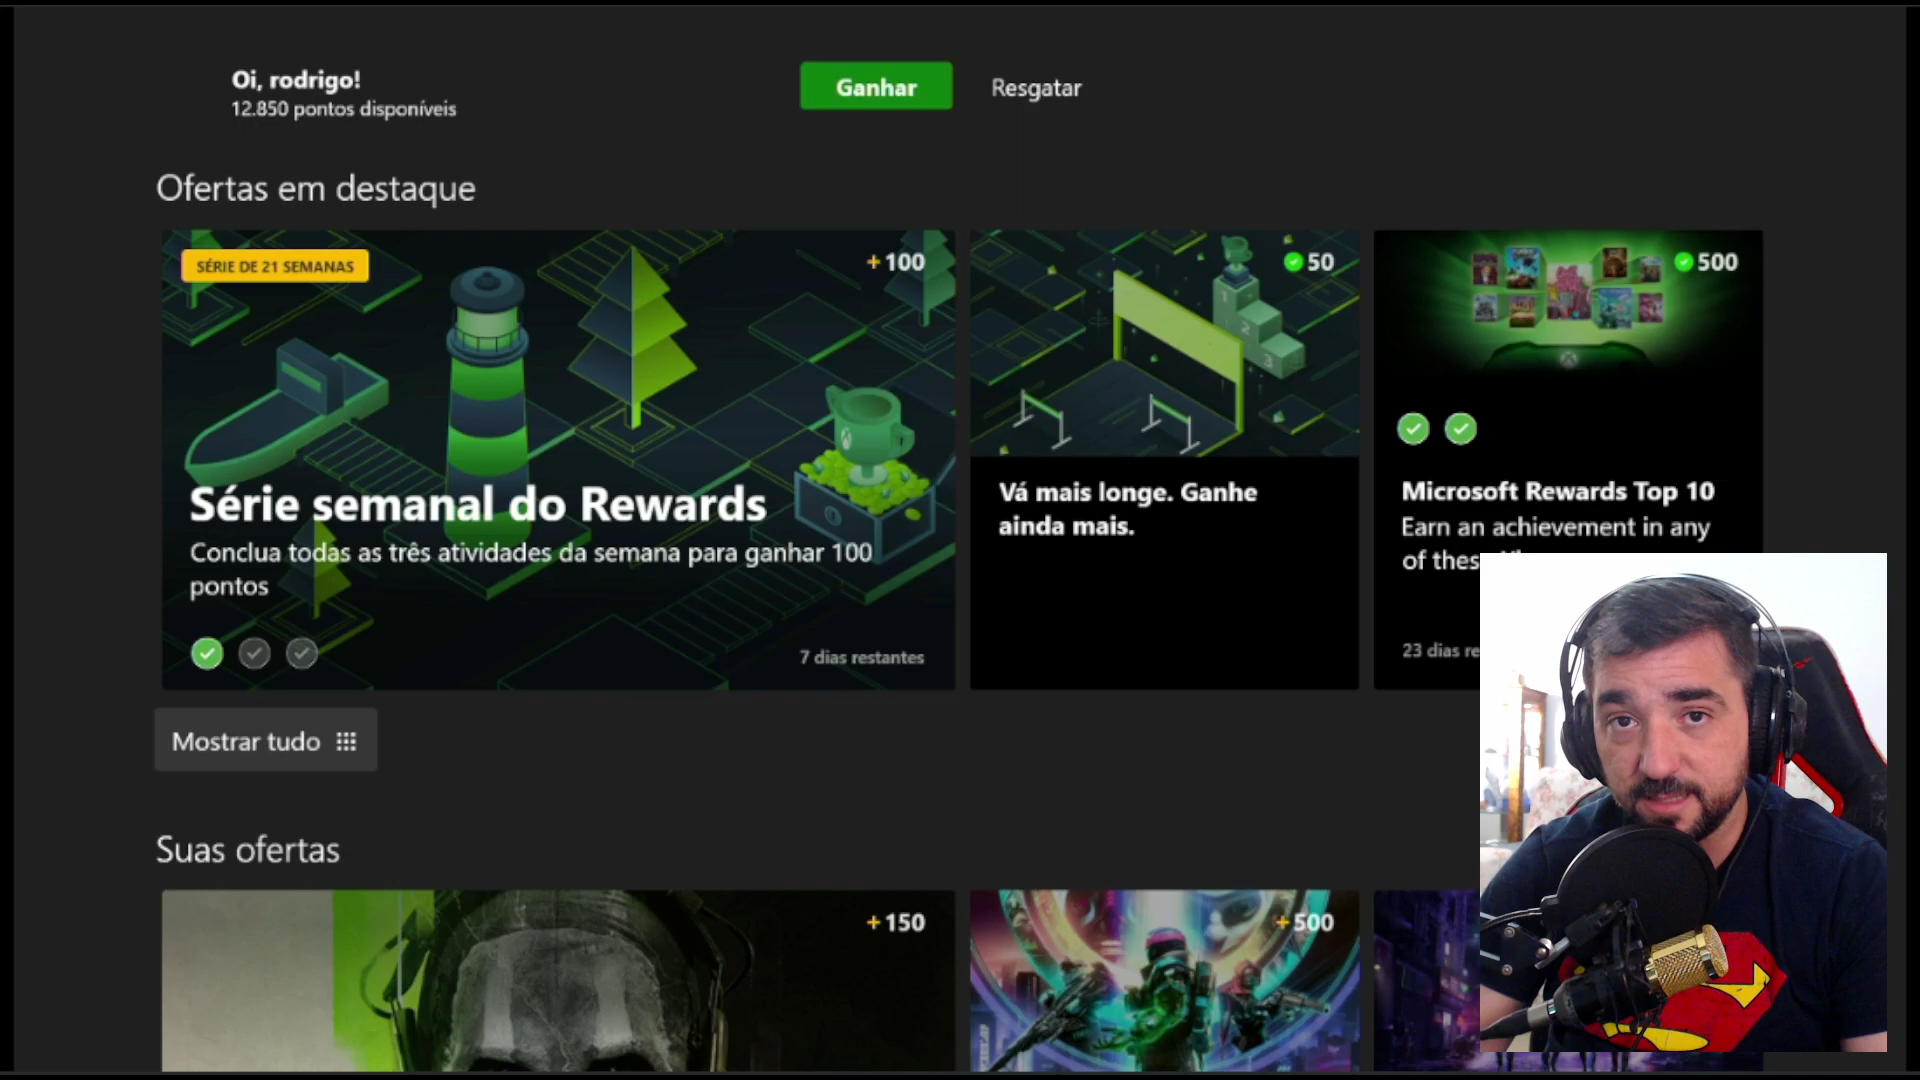 Oi, rodrigo!
12.850 pontos disponíveis
Ganhar
Resgatar
Ofertas em destaque
SÉRIE DE 21 SEMANAS
+100
Série semanal do Rewards
Conclua todas as três atividades da semana para ganhar 100
pontos
7 dias restantes
50
Vá mais longe. Ganhe
ainda mais.
500
Microsoft Rewards Top 10
Earn an achievement in any
of thes
23 dias re
Mostrar tudo
Suas ofertas
+150
+500